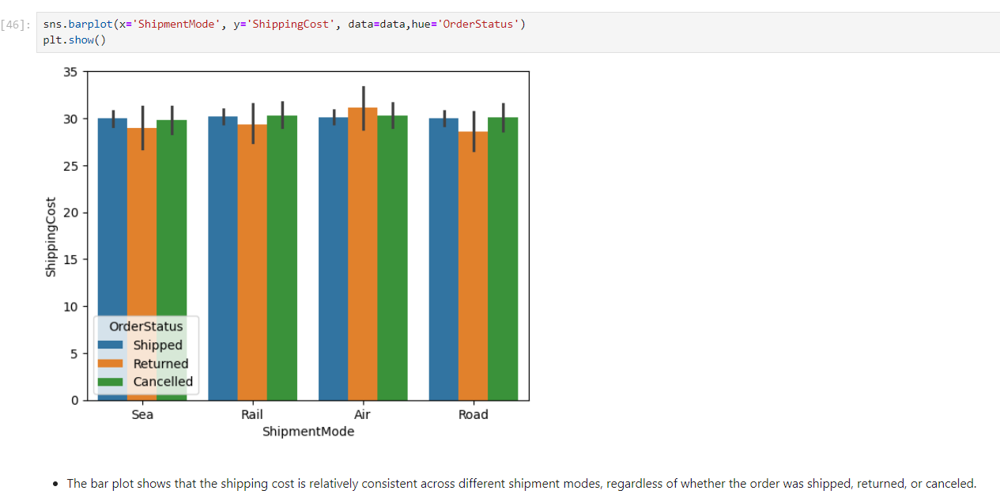 [46]: sns.barplot(x='ShipmentMode', y='ShippingCost', data=data,hue='OrderStatus')
plt.show()
35
30
25
20
15
10
5
0
ShippingCost
OrderStatus
Shipped
Returned
Cancelled
Sea Rail Air Road
ShipmentMode
• The bar plot shows that the shipping cost is relatively consistent across different shipment modes, regardless of whether the order was shipped, returned, or canceled.